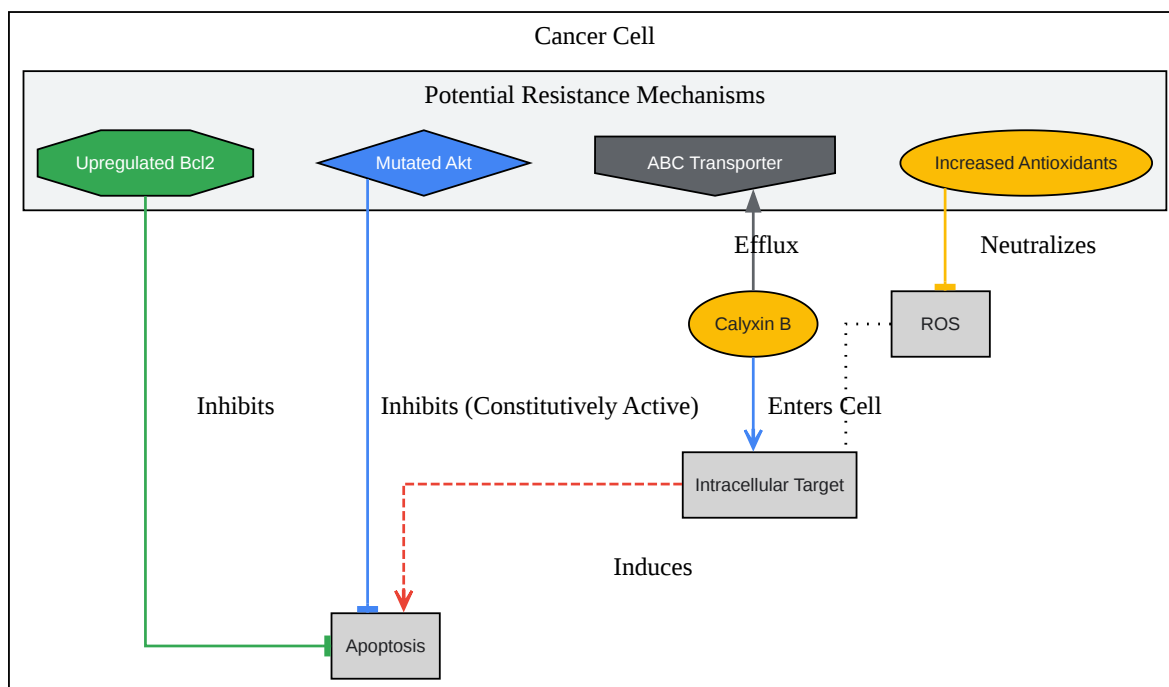 Cancer Cell
Potential Resistance Mechanisms
Upregulated Bcl2
Mutated Akt
ABC Transporter
Increased Antioxidants
Efflux
Neutralizes
Calyxin B
ROS
Inhibits
Inhibits (Constitutively Active)
Enters Cell
Intracellular Target
Induces
Apoptosis